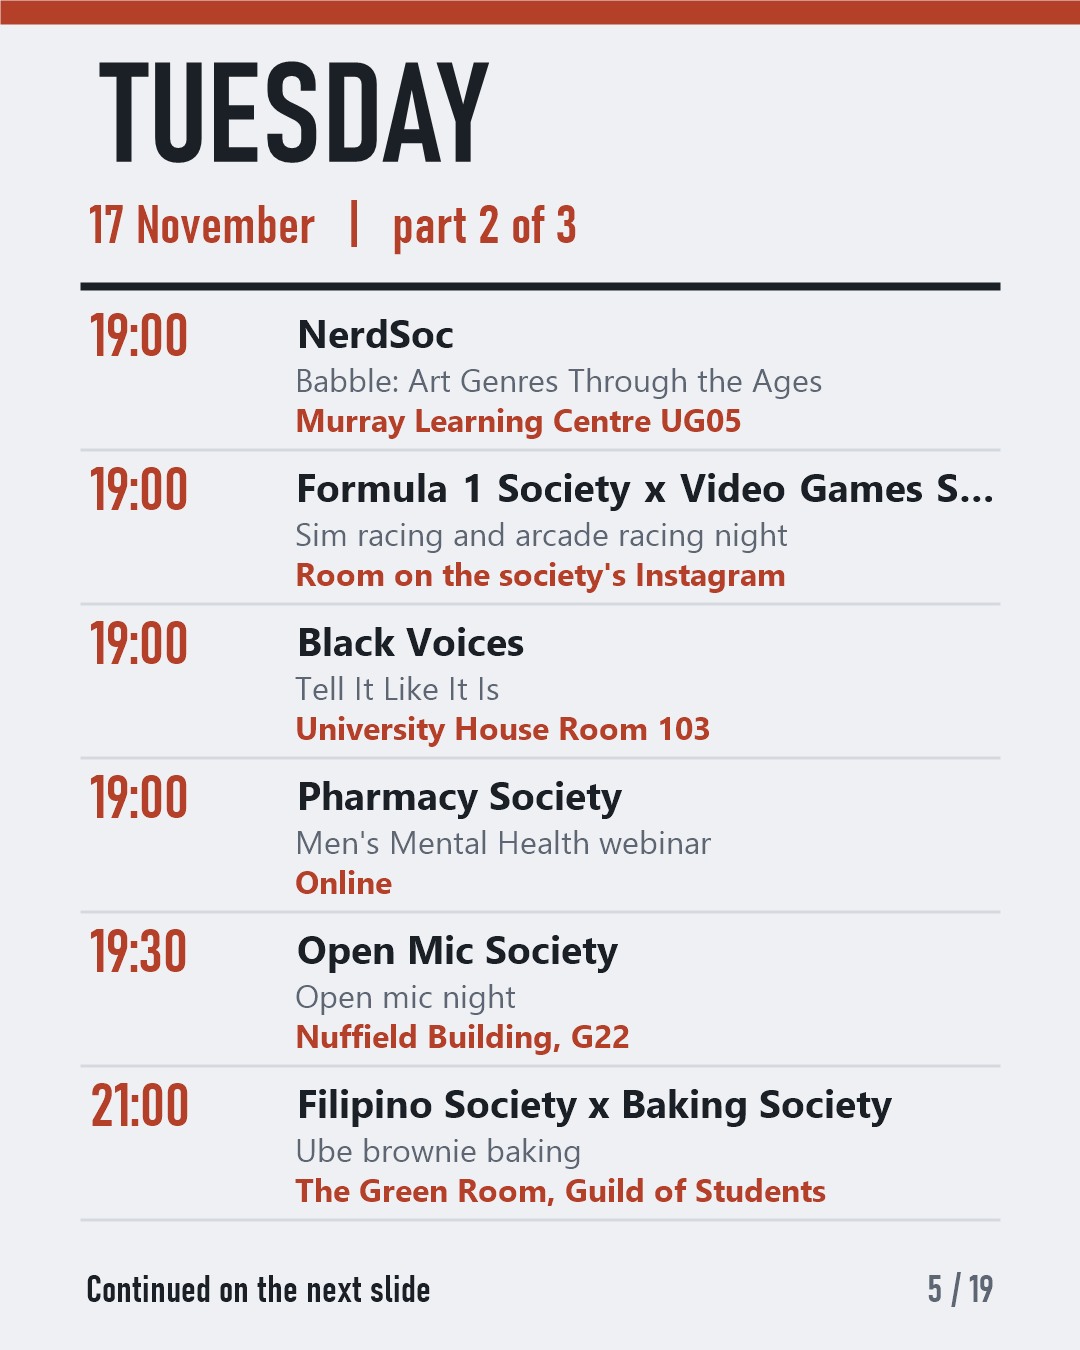 TUESDAY
17 November | part 2 of 3
19:00 NerdSoc
Babble: Art Genres Through the Ages
Murray Learning Centre UG05
19:00 Formula 1 Society x Video Games S...
Sim racing and arcade racing night
Room on the society's Instagram
19:00 Black Voices
Tell It Like It Is
University House Room 103
19:00 Pharmacy Society
Men's Mental Health webinar
Online
19:30 Open Mic Society
Open mic night
Nuffield Building, G22
21:00 Filipino Society x Baking Society
Ube brownie baking
The Green Room, Guild of Students
Continued on the next slide 5 / 19